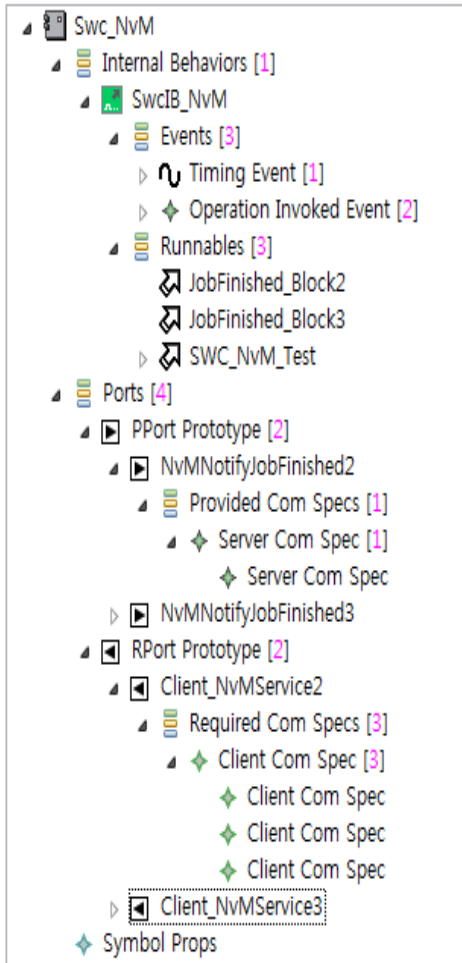 Swc_NvM
Internal Behaviors [1]
SwcIB_NvM
Events [3]
Timing Event [1]
Operation Invoked Event [2]
Runnables [3]
JobFinished_Block2
JobFinished_Block3
SWC_NvM_Test
Ports [4]
PPort Prototype [2]
NvMNotifyJobFinished2
Provided Com Specs [1]
Server Com Spec [1]
Server Com Spec
NvMNotifyJobFinished3
RPort Prototype [2]
Client_NvMService2
Required Com Specs [3]
Client Com Spec [3]
Client Com Spec
Client Com Spec
Client Com Spec
Client_NvMService3
Symbol Props